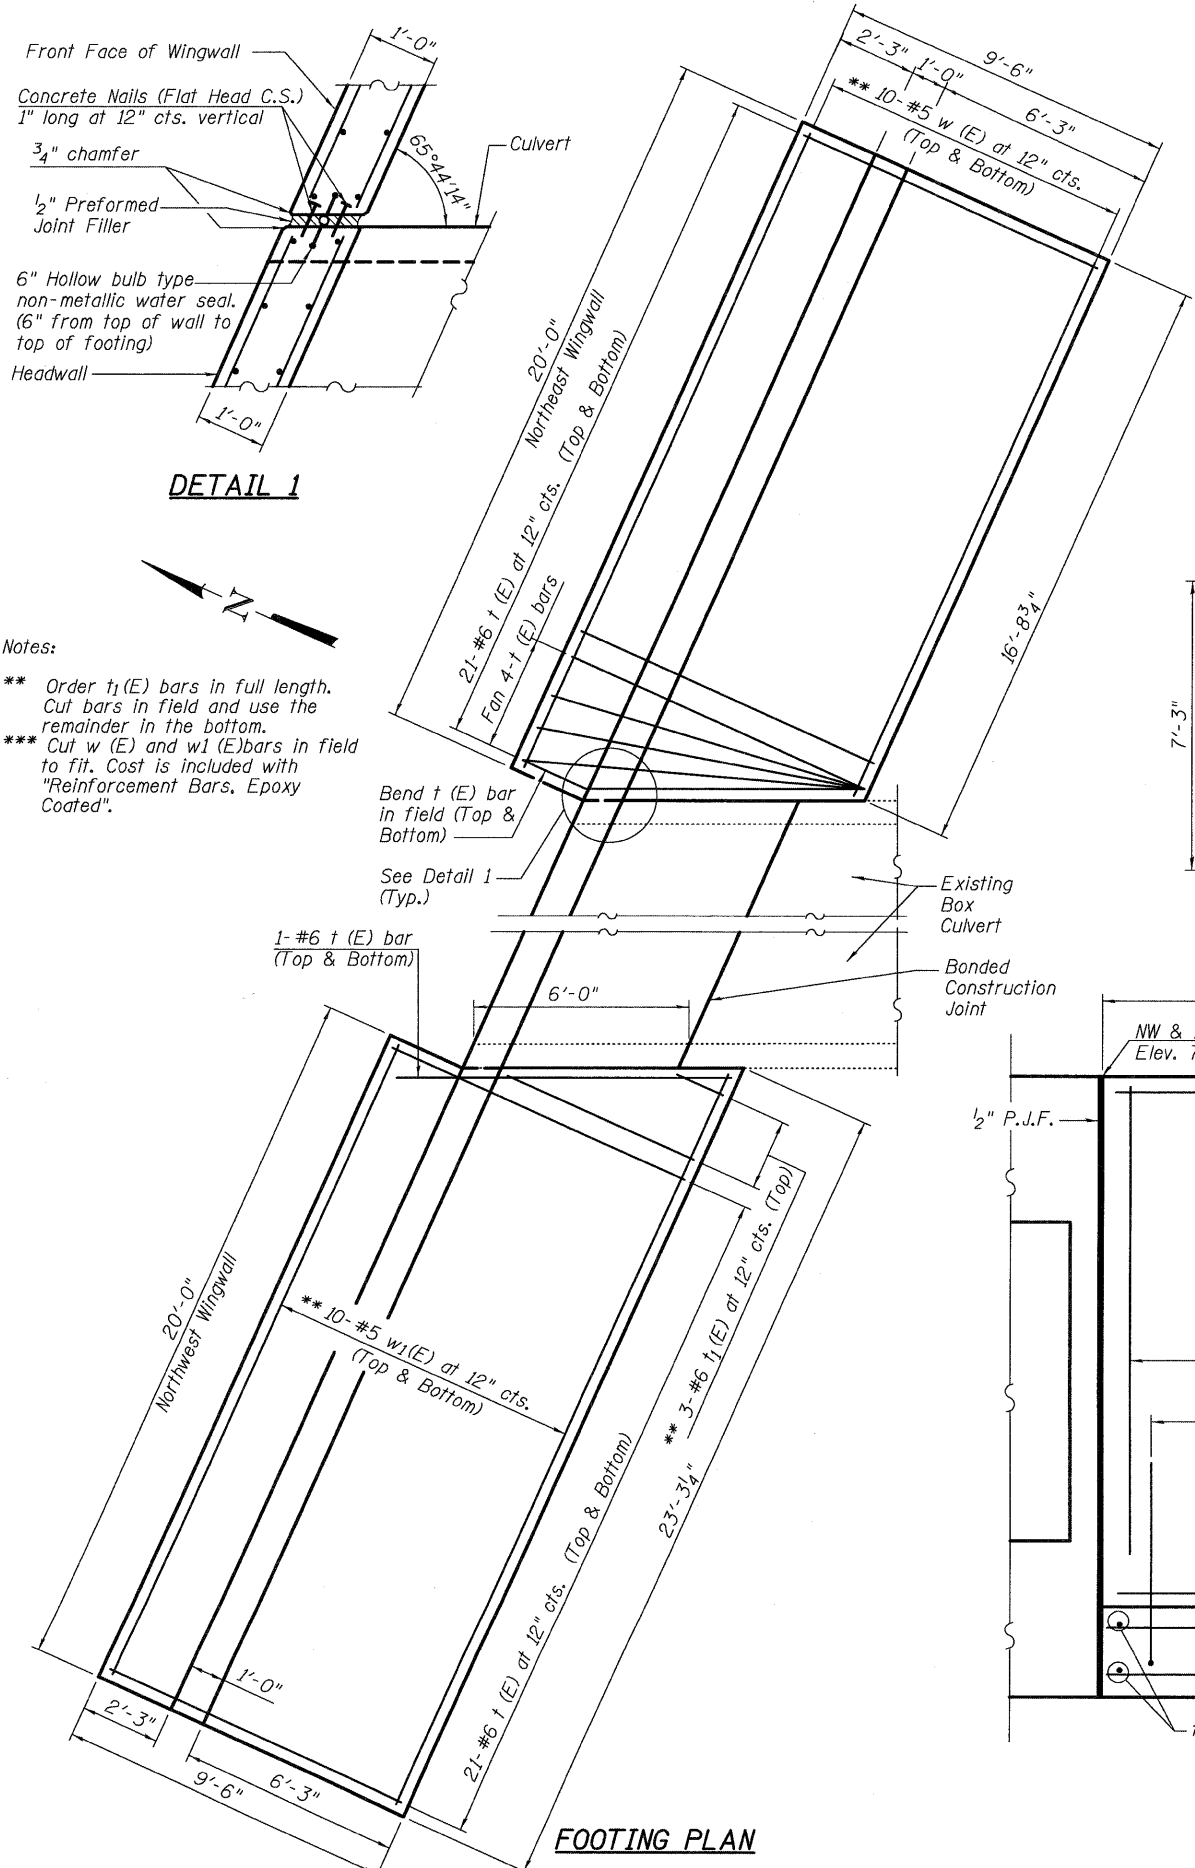 Front Face of Wingwall
Concrete Nails (Flat Head C.S.)
1" long at 12" cts. vertical
3/4" chamfer
1/2" Preformed
Joint Filler
6" Hollow bulb type
non-metallic water seal.
(6" from top of wall to
top of footing)
Headwall
1'-0"
1'-0"
65°44'14"
Culvert
DETAIL 1
N
Notes:
** Order t1(E) bars in full length.
Cut bars in field and use the
remainder in the bottom.
*** Cut w (E) and w1 (E)bars in field
to fit. Cost is included with
"Reinforcement Bars, Epoxy
Coated".
9'-6"
2'-3"
1'-0"
6'-3"
** 10-#5 w (E) at 12" cts.
(Top & Bottom)
20'-0"
Northeast Wingwall
21-#6 t (E) at 12" cts. (Top & Bottom)
Fan 4-t (E) bars
16'-8 3/4"
7'-3"
Bend t (E) bar
in field (Top &
Bottom)
See Detail 1
(Typ.)
Existing
Box
Culvert
Bonded
Construction
Joint
1-#6 t (E) bar
(Top & Bottom)
6'-0"
20'-0"
Northwest Wingwall
** 10-#5 w1(E) at 12" cts.
(Top & Bottom)
** 3-#6 t1(E) at 12" cts. (Top)
23'-3 1/4"
21-#6 t (E) at 12" cts. (Top & Bottom)
1'-0"
2'-3"
6'-3"
9'-6"
FOOTING PLAN
NW &
Elev. 7
1/2" P.J.F.